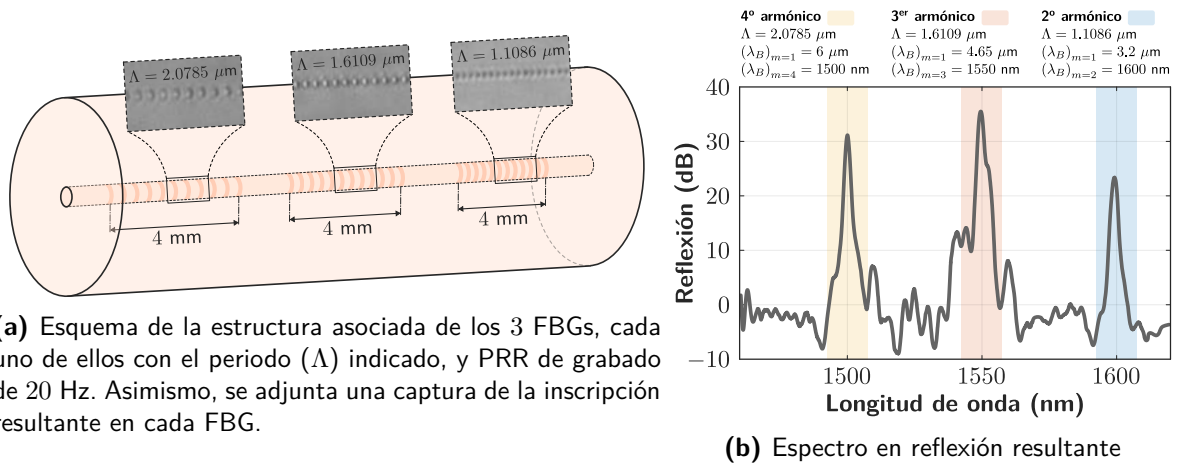 Λ = 2.0785 μm
Λ = 1.6109 μm
Λ = 1.1086 μm
4 mm
4 mm
4 mm
(a) Esquema de la estructura asociada de los 3 FBGs, cada
uno de ellos con el periodo (Λ) indicado, y PRR de grabado
de 20 Hz. Asimismo, se adjunta una captura de la inscripción
resultante en cada FBG.
4º armónico
Λ = 2.0785 μm
(λB)m=1 = 6 μm
(λB)m=4 = 1500 nm
3er armónico
Λ = 1.6109 μm
(λB)m=1 = 4.65 μm
(λB)m=3 = 1550 nm
2º armónico
Λ = 1.1086 μm
(λB)m=1 = 3.2 μm
(λB)m=2 = 1600 nm
Reflexión (dB)
40
30
20
10
0
−10
1500
1550
1600
Longitud de onda (nm)
(b) Espectro en reflexión resultante